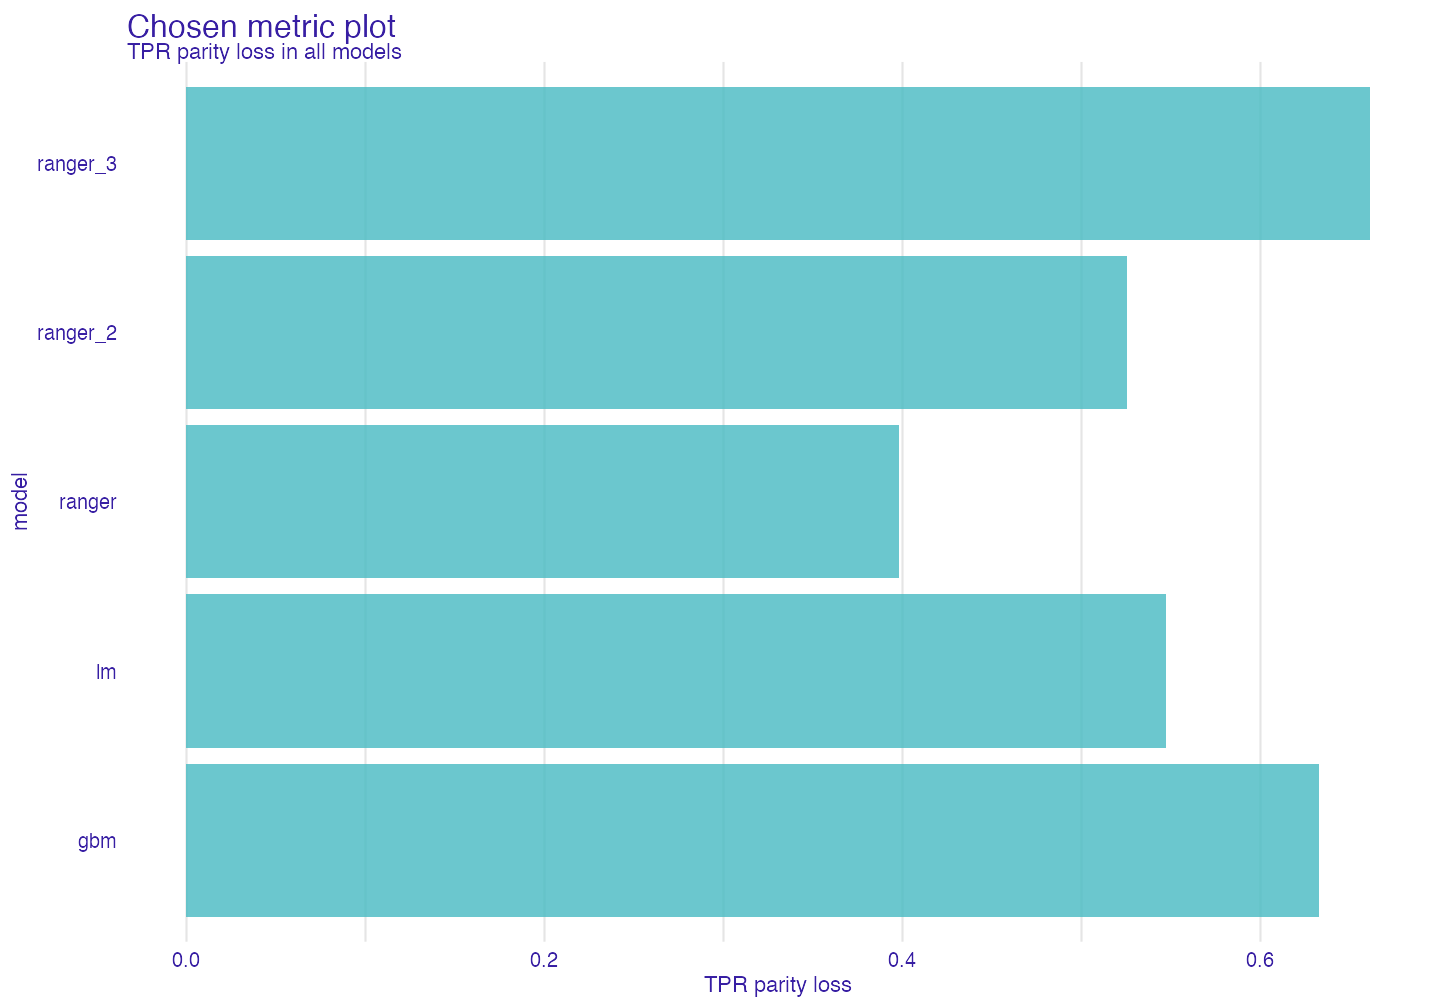 Chosen metric plot
TPR parity loss in all models
ranger_3
ranger_2
ranger
lm
gbm
model
0.0
0.2
0.4
0.6
TPR parity loss